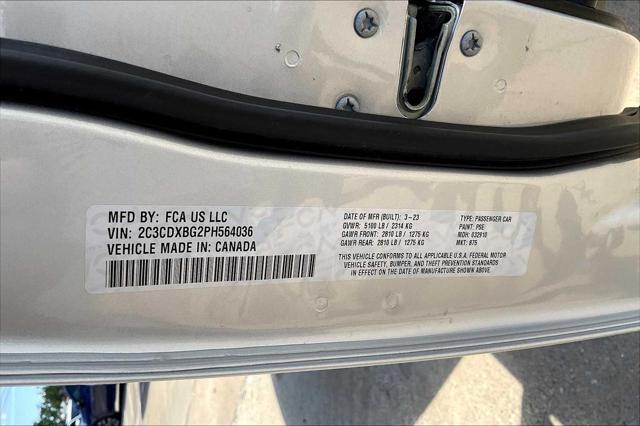 MFD BY: FCA US LLC
VIN: 2C3CDXBG2PH564036
VEHICLE MADE IN: CANADA
DATE OF MFR (BUILT): 3-23
GVWR: 5100 LB / 2314 KG
GAWR FRONT: 2810 LB / 1275 KG
GAWR REAR: 2810 LB / 1275 KG
TYPE: PASSENGER CAR
PAINT: PSE
MDH: 032910
MKT: 875
THIS VEHICLE CONFORMS TO ALL APPLICABLE U.S.A. FEDERAL MOTOR
VEHICLE SAFETY, BUMPER, AND THEFT PREVENTION STANDARDS
IN EFFECT ON THE DATE OF MANUFACTURE SHOWN ABOVE.